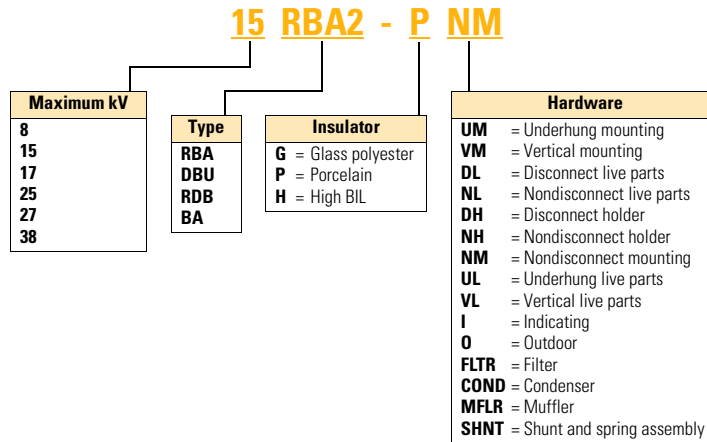 15 RBA2 - P NM
Maximum kV
8
15
17
25
27
38
Type
RBA
DBU
RDB
BA
Insulator
G = Glass polyester
P = Porcelain
H = High BIL
Hardware
UM = Underhung mounting
VM = Vertical mounting
DL = Disconnect live parts
NL = Nondisconnect live parts
DH = Disconnect holder
NH = Nondisconnect holder
NM = Nondisconnect mounting
UL = Underhung live parts
VL = Vertical live parts
I = Indicating
O = Outdoor
FLTR = Filter
COND = Condenser
MFLR = Muffler
SHNT = Shunt and spring assembly